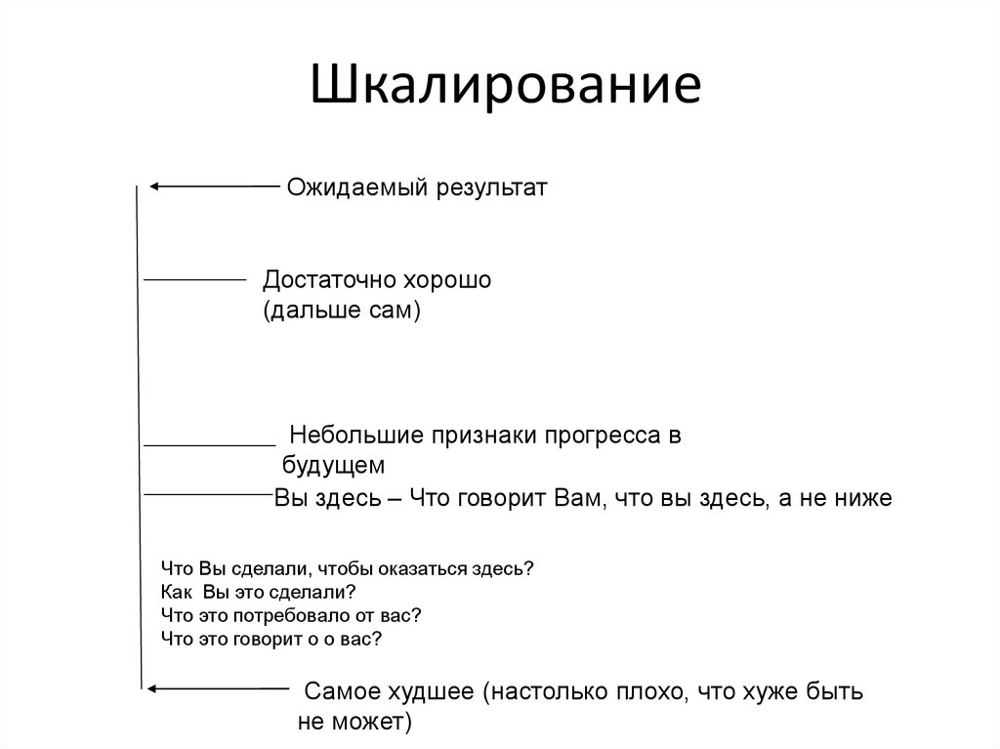 Шкалирование
Ожидаемый результат
Достаточно хорошо
(дальше сам)
Небольшие признаки прогресса в
будущем
Вы здесь – Что говорит Вам, что вы здесь, а не ниже
Что Вы сделали, чтобы оказаться здесь?
Как  Вы это сделали?
Что это потребовало от вас?
Что это говорит о о вас?
Самое худшее (настолько плохо, что хуже быть
не может)